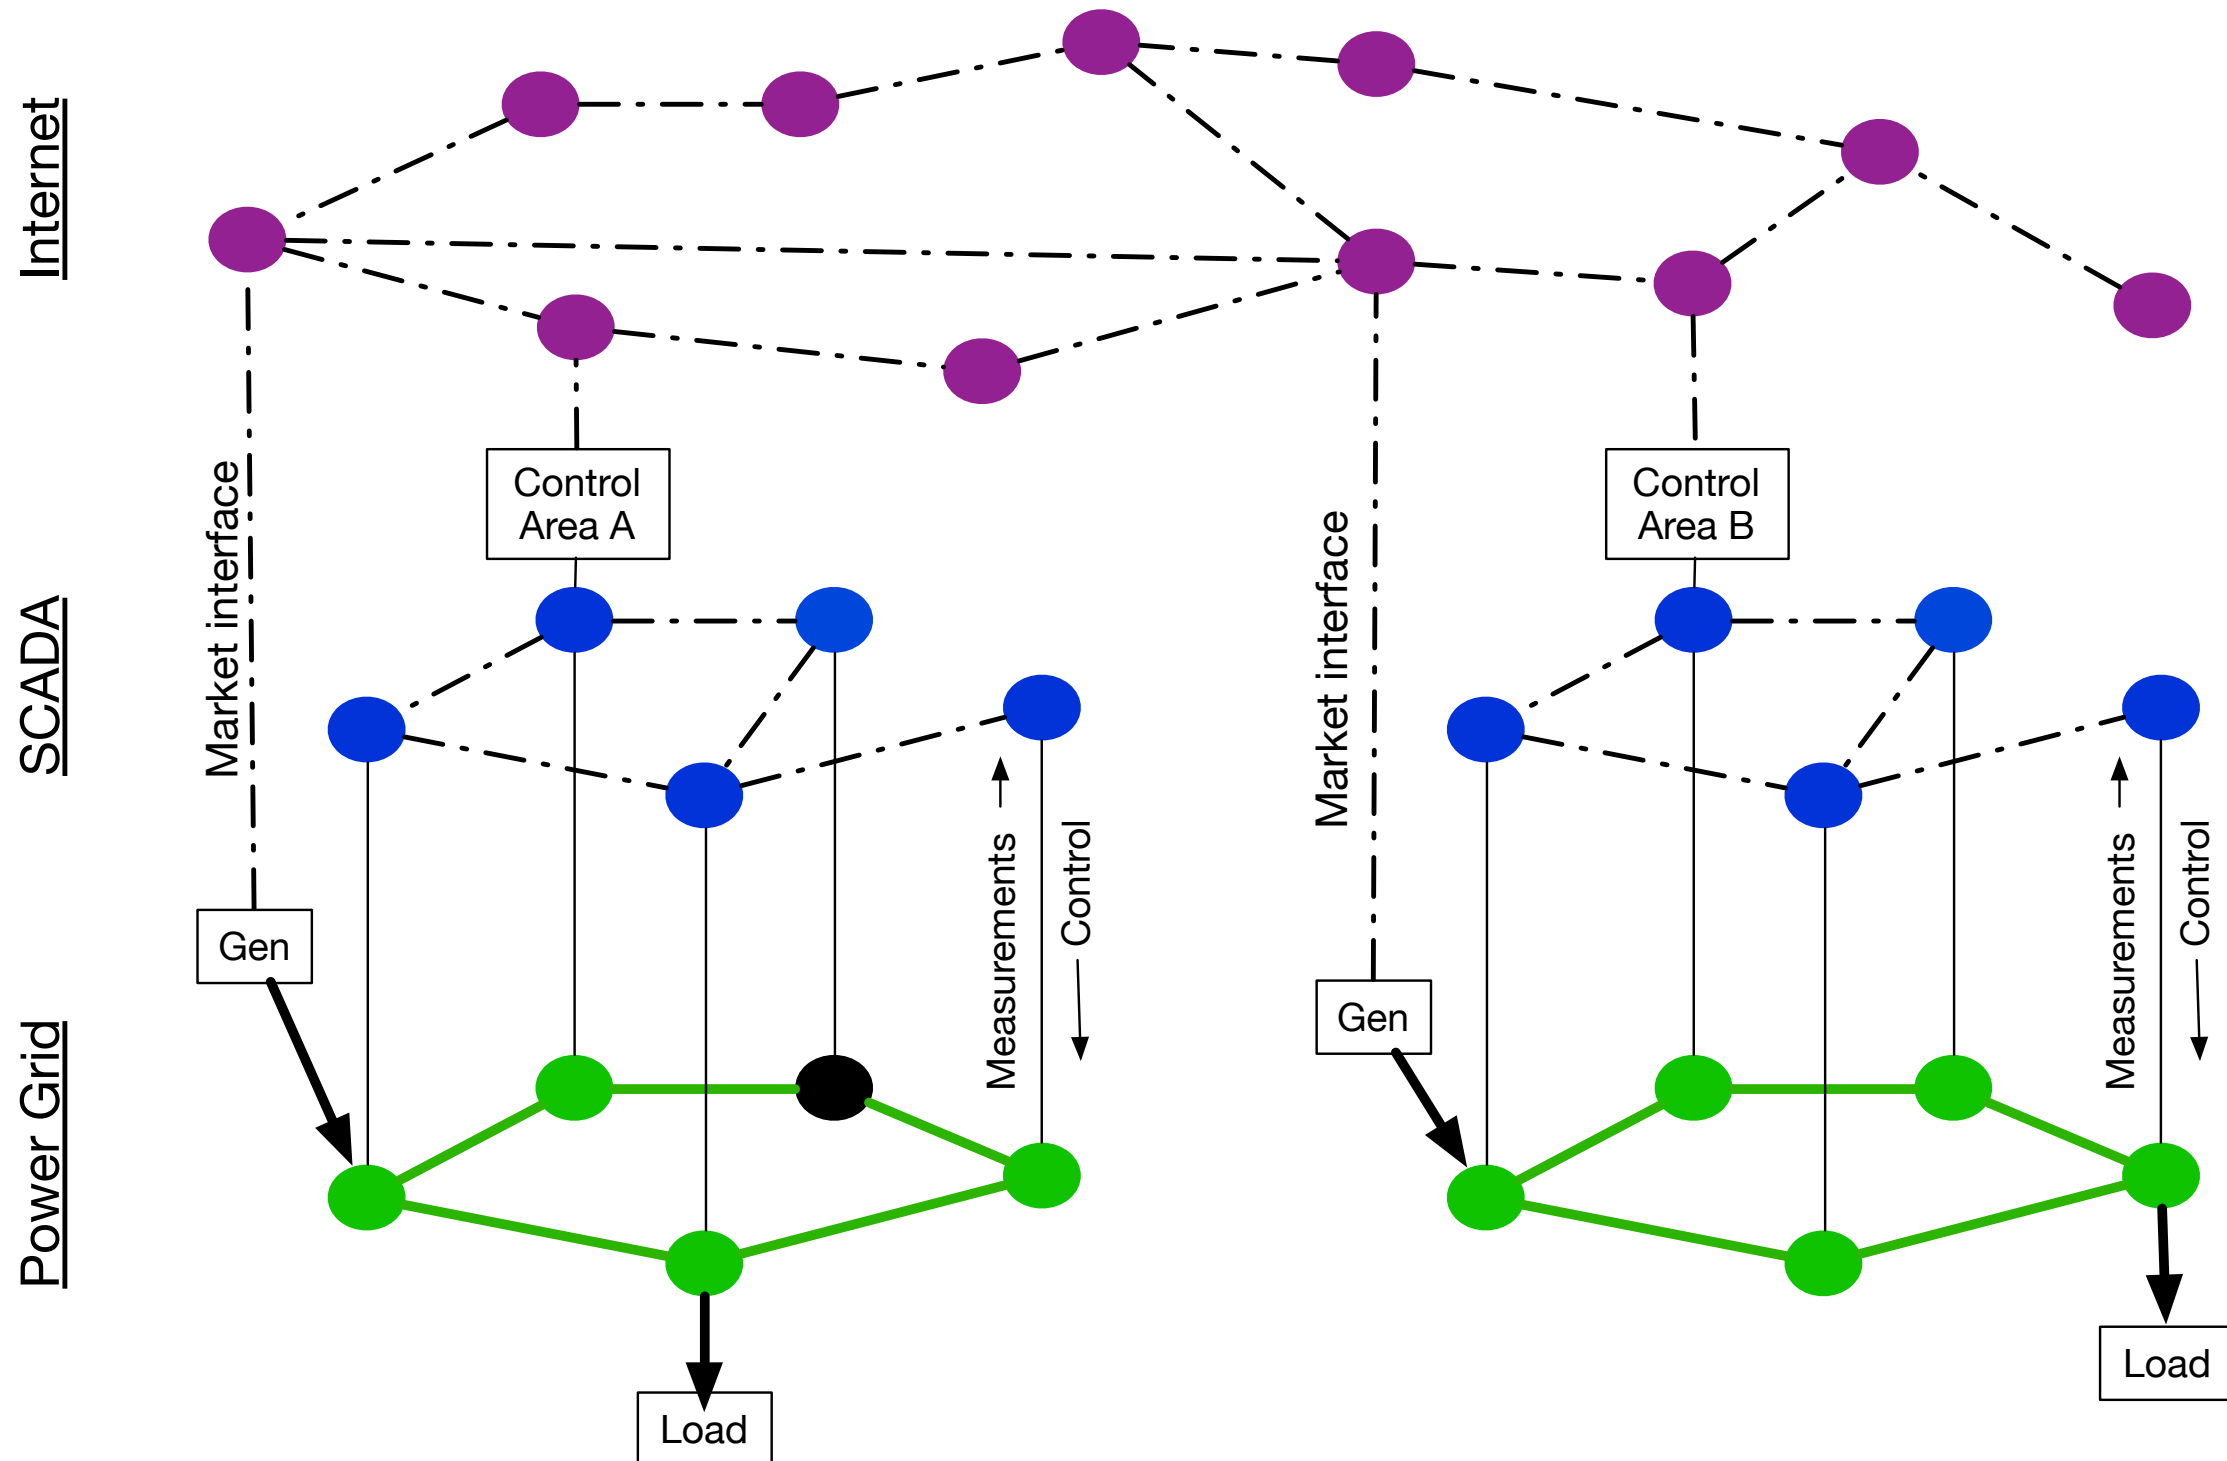 Internet
Control
Area A
Control
Area B
Market interface
Market interface
SCADA
Measurements
Control
Measurements
Control
Gen
Gen
Power Grid
Load
Load